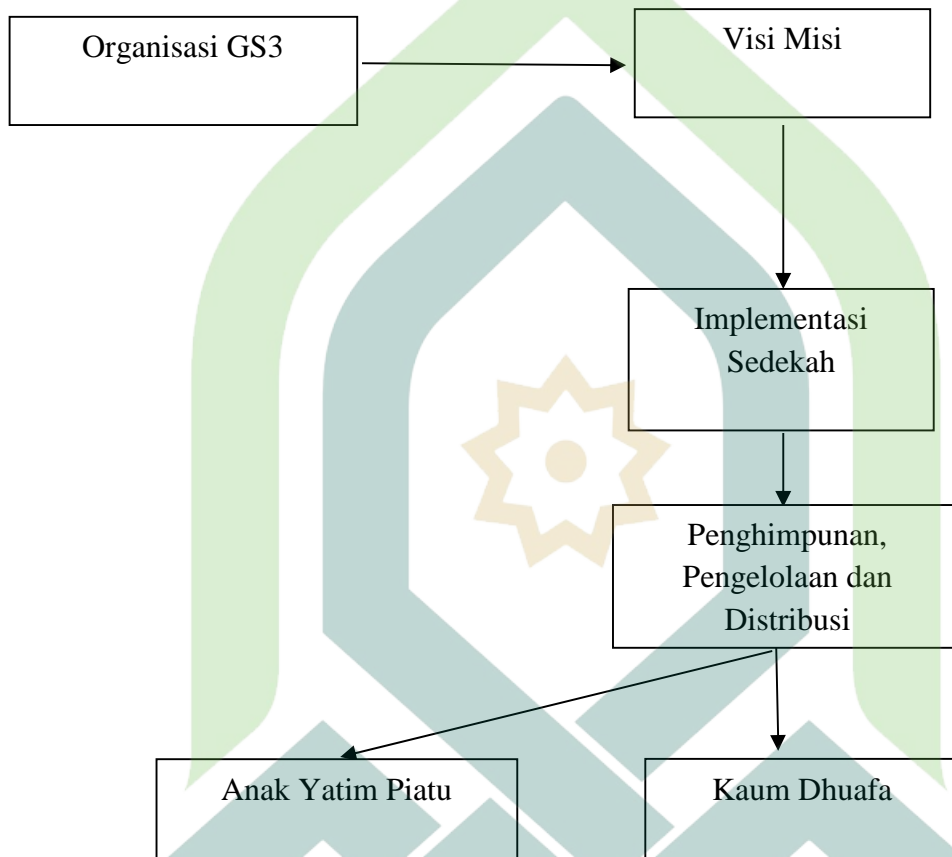 Organisasi GS3
Visi Misi
Implementasi
Sedekah
Penghimpunan,
Pengelolaan dan
Distribusi
Anak Yatim Piatu
Kaum Dhuafa